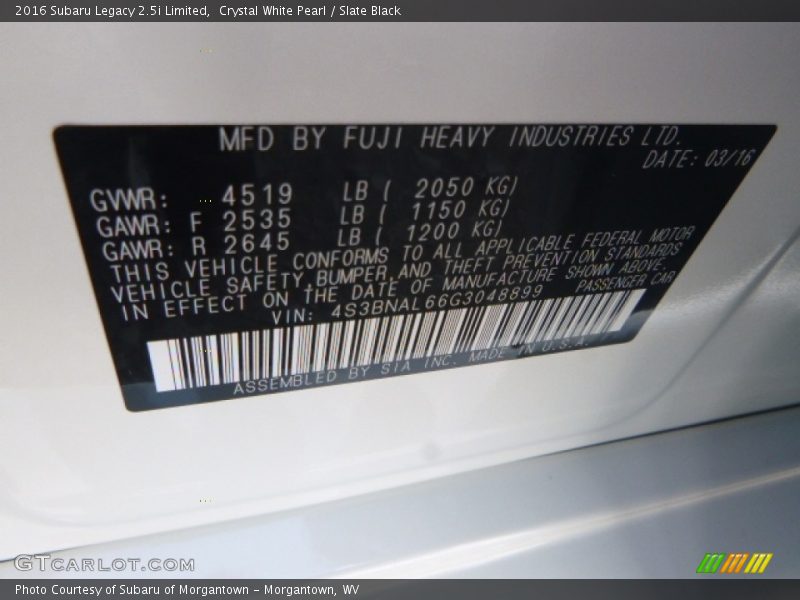 2016 Subaru Legacy 2.5i Limited,  Crystal White Pearl / Slate Black
MFD BY FUJI HEAVY INDUSTRIES LTD.
DATE: 03/16
GVWR: 4519 LB ( 2050 KG)
GAWR: F 2535 LB ( 1150 KG)
GAWR: R 2645 LB ( 1200 KG)
THIS VEHICLE CONFORMS TO ALL APPLICABLE FEDERAL MOTOR
VEHICLE SAFETY,BUMPER,AND THEFT PREVENTION STANDARDS
IN EFFECT ON THE DATE OF MANUFACTURE SHOWN ABOVE.
VIN: 4S3BNAL66G3048899 PASSENGER CAR
ASSEMBLED BY SIA INC. MADE IN U.S.A.
GTCARLOT.COM
Photo Courtesy of Subaru of Morgantown - Morgantown, WV